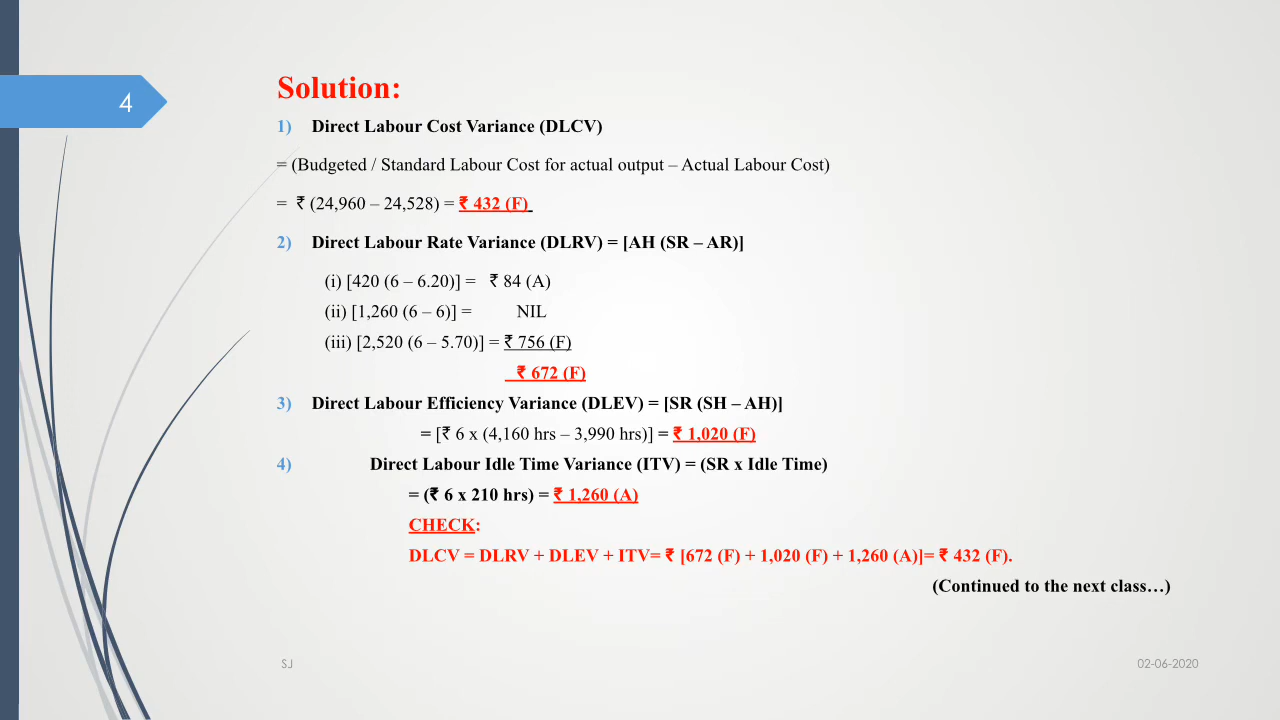 4
Solution:
1) Direct Labour Cost Variance (DLCV)
= (Budgeted / Standard Labour Cost for actual output – Actual Labour Cost)
= ₹ (24,960 – 24,528) = ₹ 432 (F)
2) Direct Labour Rate Variance (DLRV) = [AH (SR – AR)]
(i) [420 (6 – 6.20)] = ₹ 84 (A)
(ii) [1,260 (6 – 6)] = NIL
(iii) [2,520 (6 – 5.70)] = ₹ 756 (F)
₹ 672 (F)
3) Direct Labour Efficiency Variance (DLEV) = [SR (SH – AH)]
= [₹ 6 x (4,160 hrs – 3,990 hrs)] = ₹ 1,020 (F)
4) Direct Labour Idle Time Variance (ITV) = (SR x Idle Time)
= (₹ 6 x 210 hrs) = ₹ 1,260 (A)
CHECK:
DLCV = DLRV + DLEV + ITV= ₹ [672 (F) + 1,020 (F) + 1,260 (A)]= ₹ 432 (F).
(Continued to the next class…)
SJ 02-06-2020